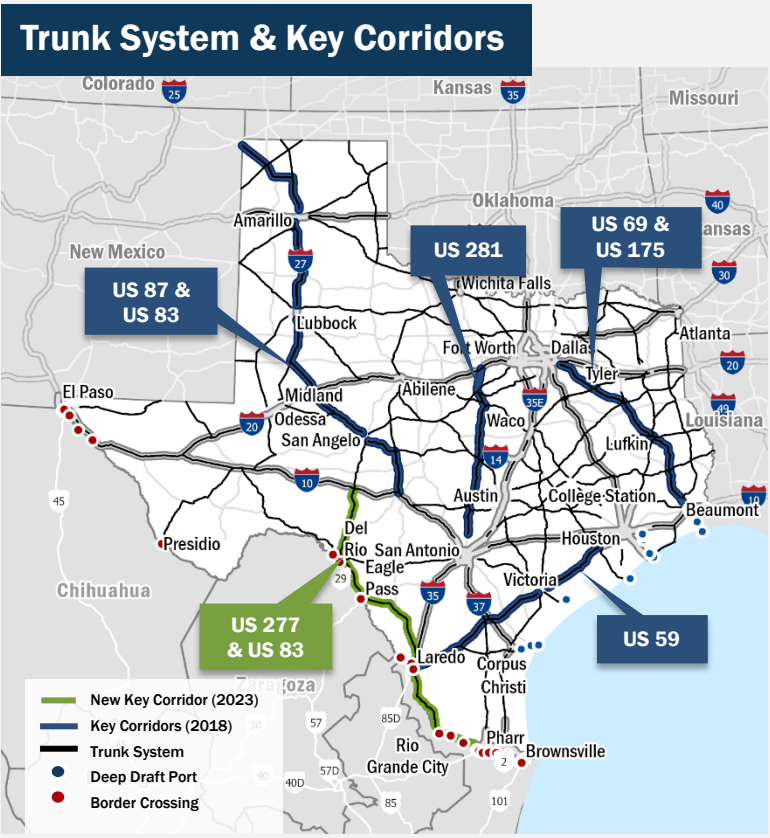 Trunk System & Key Corridors
Colorado
25
Kansas
35
Missouri
Oklahoma
40
ansas
US 69 &
US 175
US 281
Amarillo
New Mexico
27
30
US 87 &
US 83
Wichita Falls
Lubbock
Atlanta
Fort Worth
Dallas
20
Tyler
El Paso
Midland
Abilene
35E
49
Odessa
20
Waco
Louisiana
San Angelo
Lufkin
14
10
Austin
College Station
10
45
Beaumont
Del
Rio
Houston
Presidio
San Antonio
Eagle
Pass
29
Victoria
Chihuahua
35
37
US 277
& US 83
US 59
Laredo
Corpus
Christi
Zaragoza
New Key Corridor (2023)
Key Corridors (2018)
Trunk System
Deep Draft Port
Border Crossing
30
57
85D
Rio
Grande City
Pharr
Brownsville
2
40
40D
57D
85
101